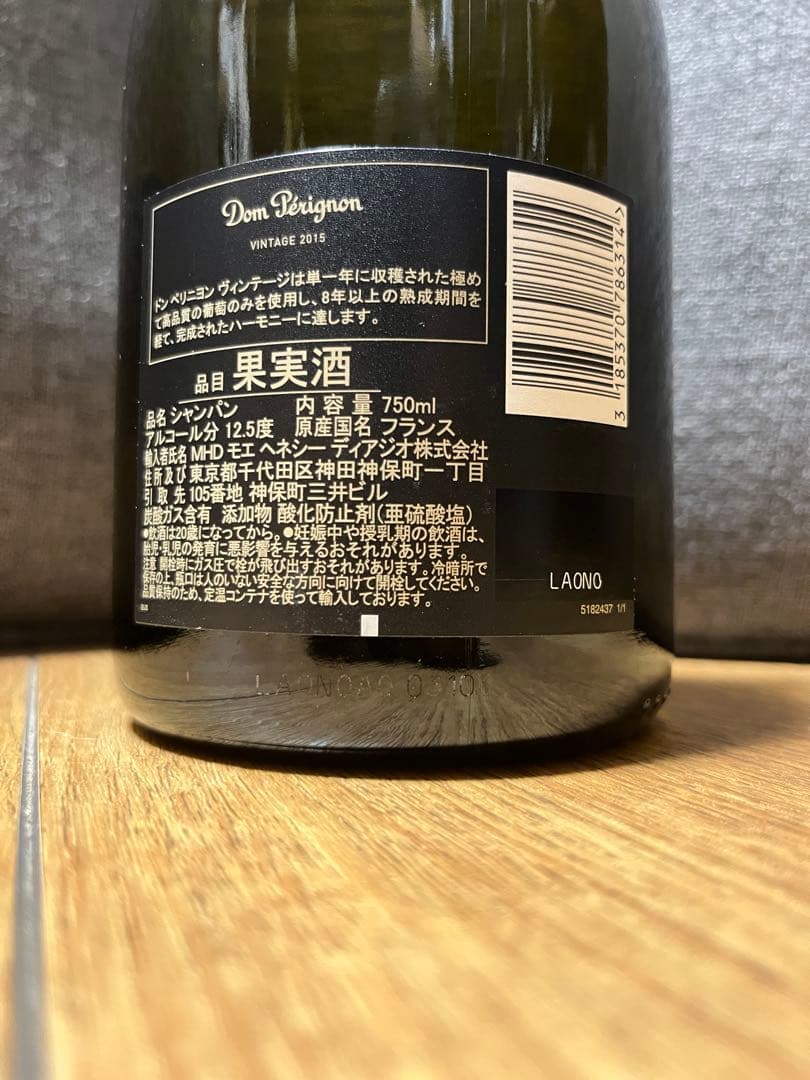 Dom Pérignon
VINTAGE 2015
ドン ペリニヨン ヴィンテージは単一年に収穫された極め
て高品質の葡萄のみを使用し、8年以上の熟成期間を
経て、完成されたハーモニーに達します。
品目 果実酒
品名 シャンパン 内容量 750ml
アルコール分 12.5度 原産国名 フランス
輸入者氏名 MHD モエ ヘネシー ディアジオ株式会社
住所及び 東京都千代田区神田神保町一丁目
引取先 105番地 神保町三井ビル
炭酸ガス含有 添加物 酸化防止剤(亜硫酸塩)
●飲酒は20歳になってから。●妊娠中や授乳期の飲酒は、
胎児・乳児の発育に悪影響を与えるおそれがあります。
注意 開栓時にガス圧で栓が飛び出すおそれがあります。冷暗所で
保存の上、瓶口は人のいない安全な方向に向けて開栓してください。
品質保持のため、定温コンテナを使って輸入しております。
3 185370 786314 >
LAONO
5182437 1/1